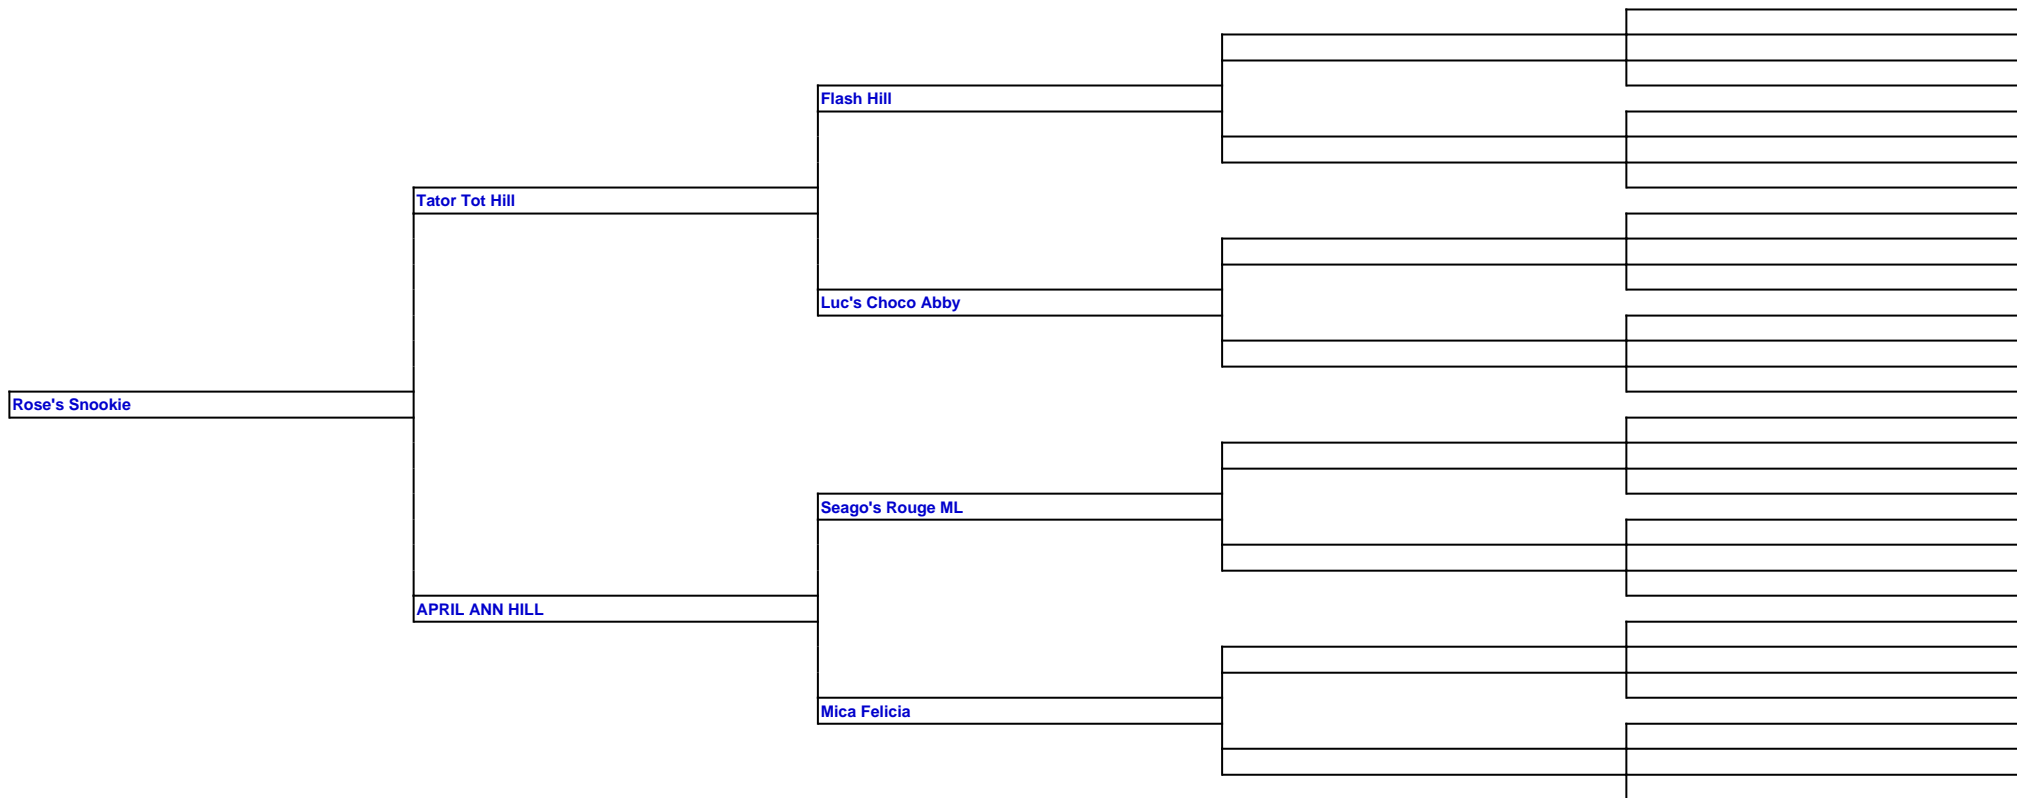 Flash Hill
Tator Tot Hill
Luc's Choco Abby
Rose's Snookie
Seago's Rouge ML
APRIL ANN HILL
Mica Felicia